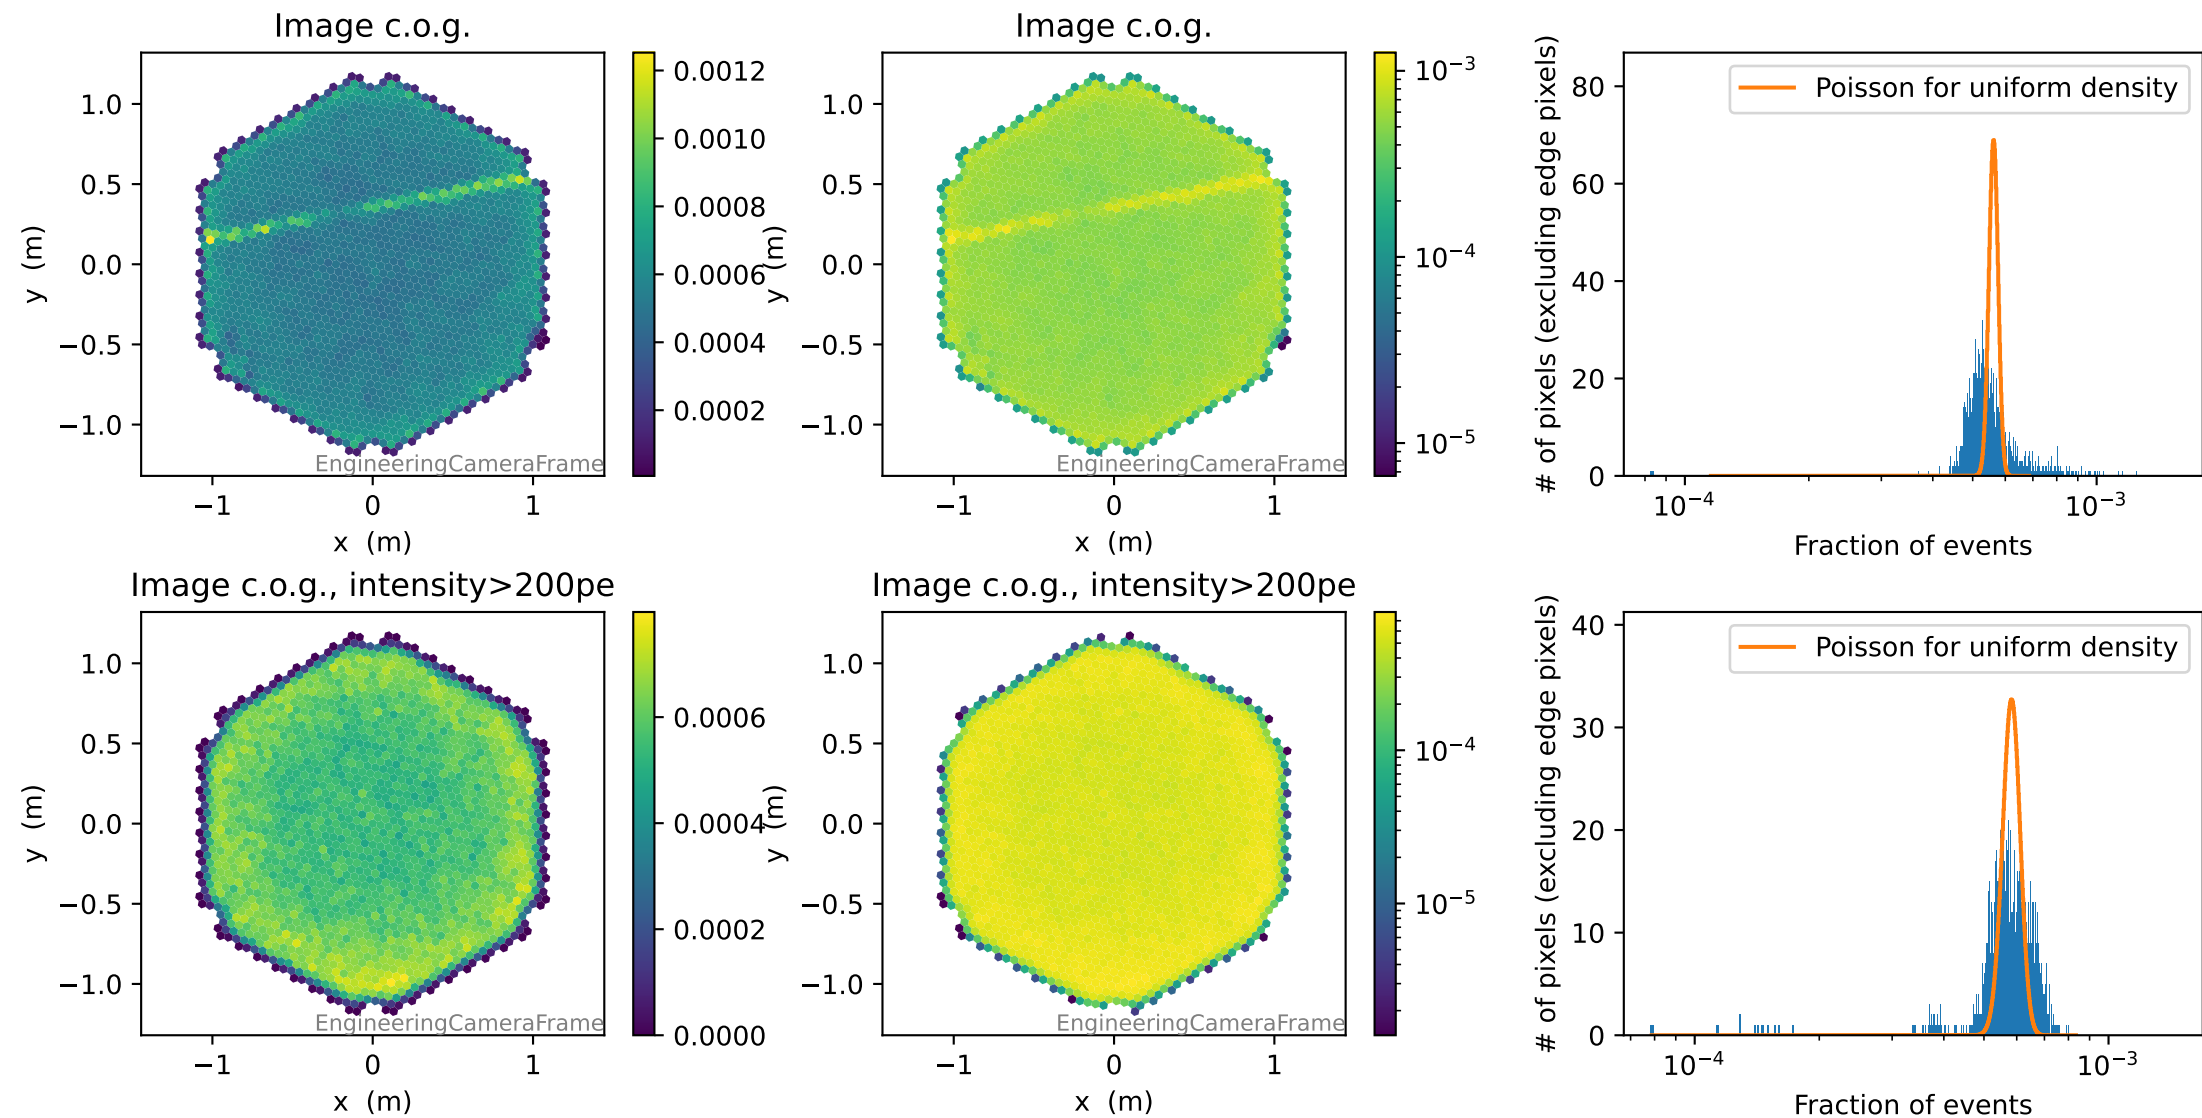 Image c.o.g.
1.0
0.5
0.0
−0.5
−1.0
y (m)
−1
0
1
x (m)
EngineeringCameraFrame
0.0012
0.0010
0.0008
0.0006
0.0004
0.0002
Image c.o.g.
1.0
0.5
0.0
−0.5
−1.0
y (m)
−1
0
1
x (m)
EngineeringCameraFrame
10⁻³
10⁻⁴
10⁻⁵
80
60
40
20
0
# of pixels (excluding edge pixels)
Poisson for uniform density
10⁻⁴
10⁻³
Fraction of events
Image c.o.g., intensity>200pe
1.0
0.5
0.0
−0.5
−1.0
y (m)
−1
0
1
x (m)
EngineeringCameraFrame
0.0006
0.0004
0.0002
0.0000
Image c.o.g., intensity>200pe
1.0
0.5
0.0
−0.5
−1.0
y (m)
−1
0
1
x (m)
EngineeringCameraFrame
10⁻⁴
10⁻⁵
40
30
20
10
0
# of pixels (excluding edge pixels)
Poisson for uniform density
10⁻⁴
10⁻³
Fraction of events